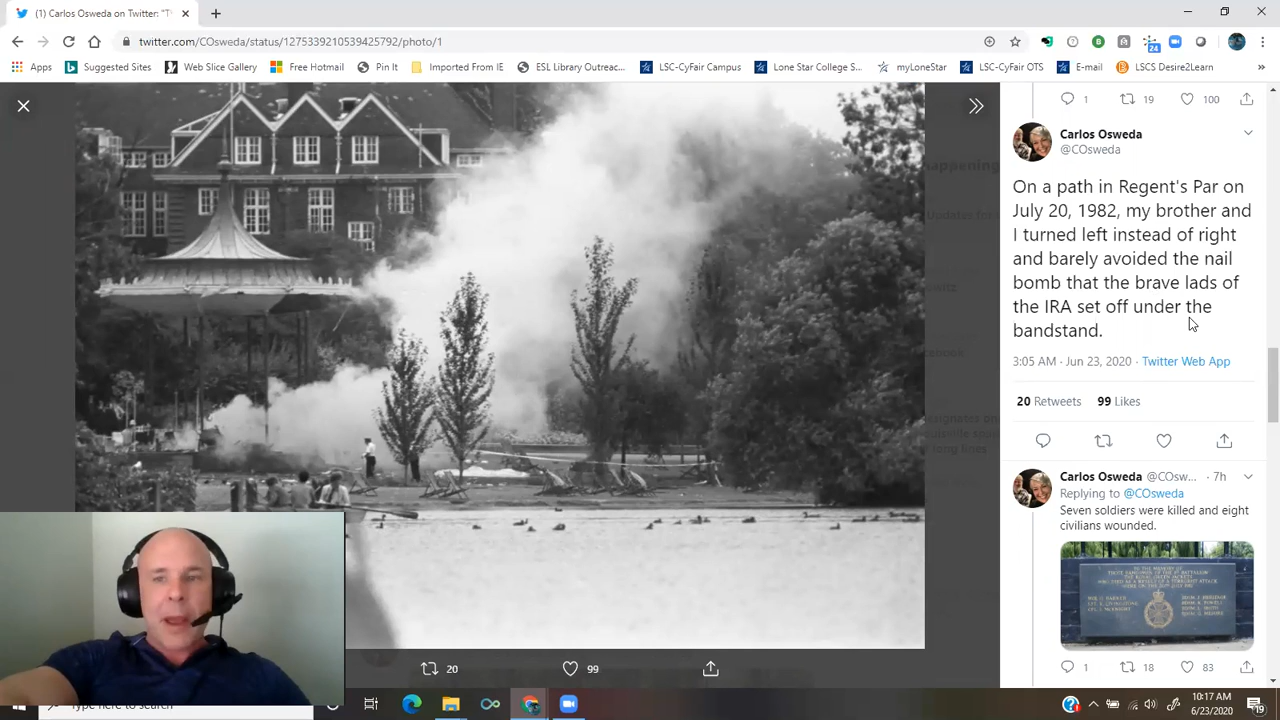 (1) Carlos Osweda on Twitter: "T
twitter.com/COsweda/status/1275339210539425792/photo/1
Apps
Suggested Sites
Web Slice Gallery
Free Hotmail
Pin It
Imported From IE
ESL Library Outreac...
LSC-CyFair Campus
Lone Star College S...
myLoneStar
LSC-CyFair OTS
E-mail
LSCS Desire2Learn
24
1 19 100
Carlos Osweda
@COsweda
On a path in Regent's Par on
July 20, 1982, my brother and
I turned left instead of right
and barely avoided the nail
bomb that the brave lads of
the IRA set off under the
bandstand.
3:05 AM · Jun 23, 2020 · Twitter Web App
20 Retweets 99 Likes
Carlos Osweda @COsw... · 7h
Replying to @COsweda
Seven soldiers were killed and eight
civilians wounded.
1 18 83
20 99
Type here to search
10:17 AM
6/23/2020
19